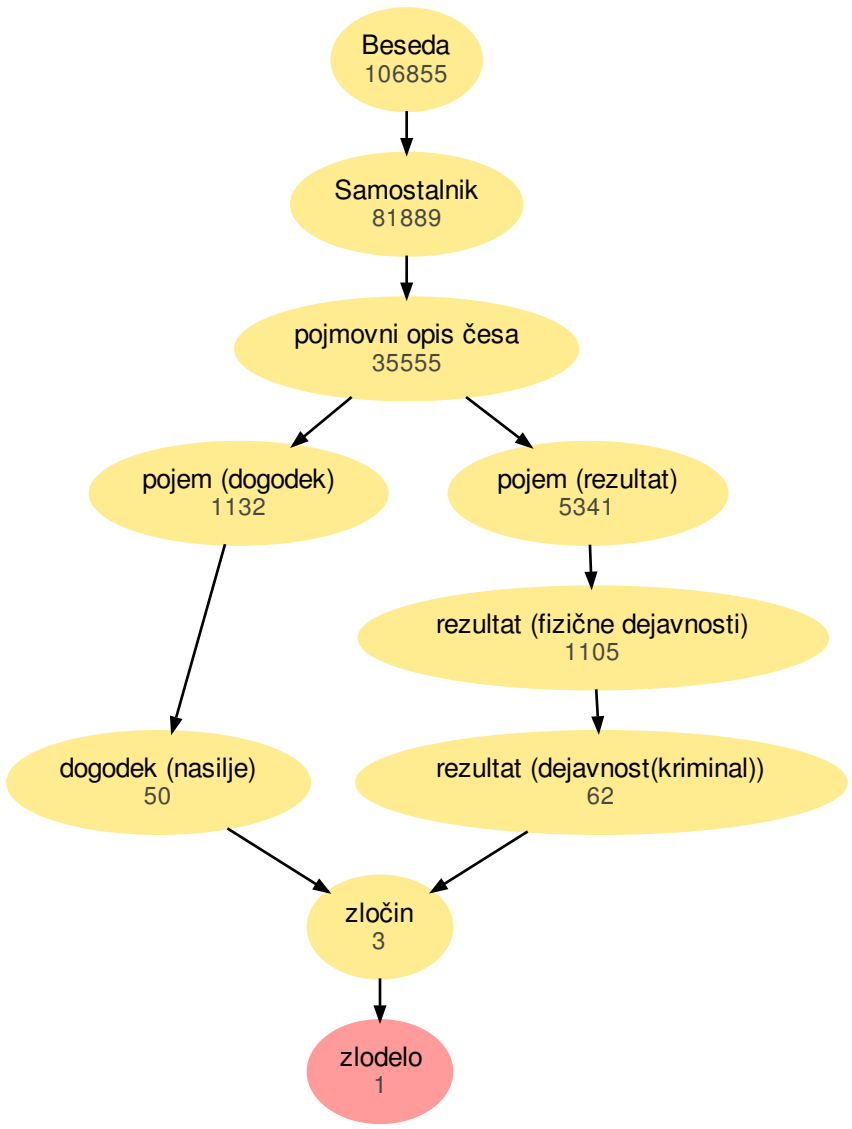 Beseda
106855
Samostalnik
81889
pojmovni opis česa
35555
pojem (dogodek)
1132
pojem (rezultat)
5341
rezultat (fizične dejavnosti)
1105
dogodek (nasilje)
50
rezultat (dejavnost(kriminal))
62
zločin
3
zlodelo
1